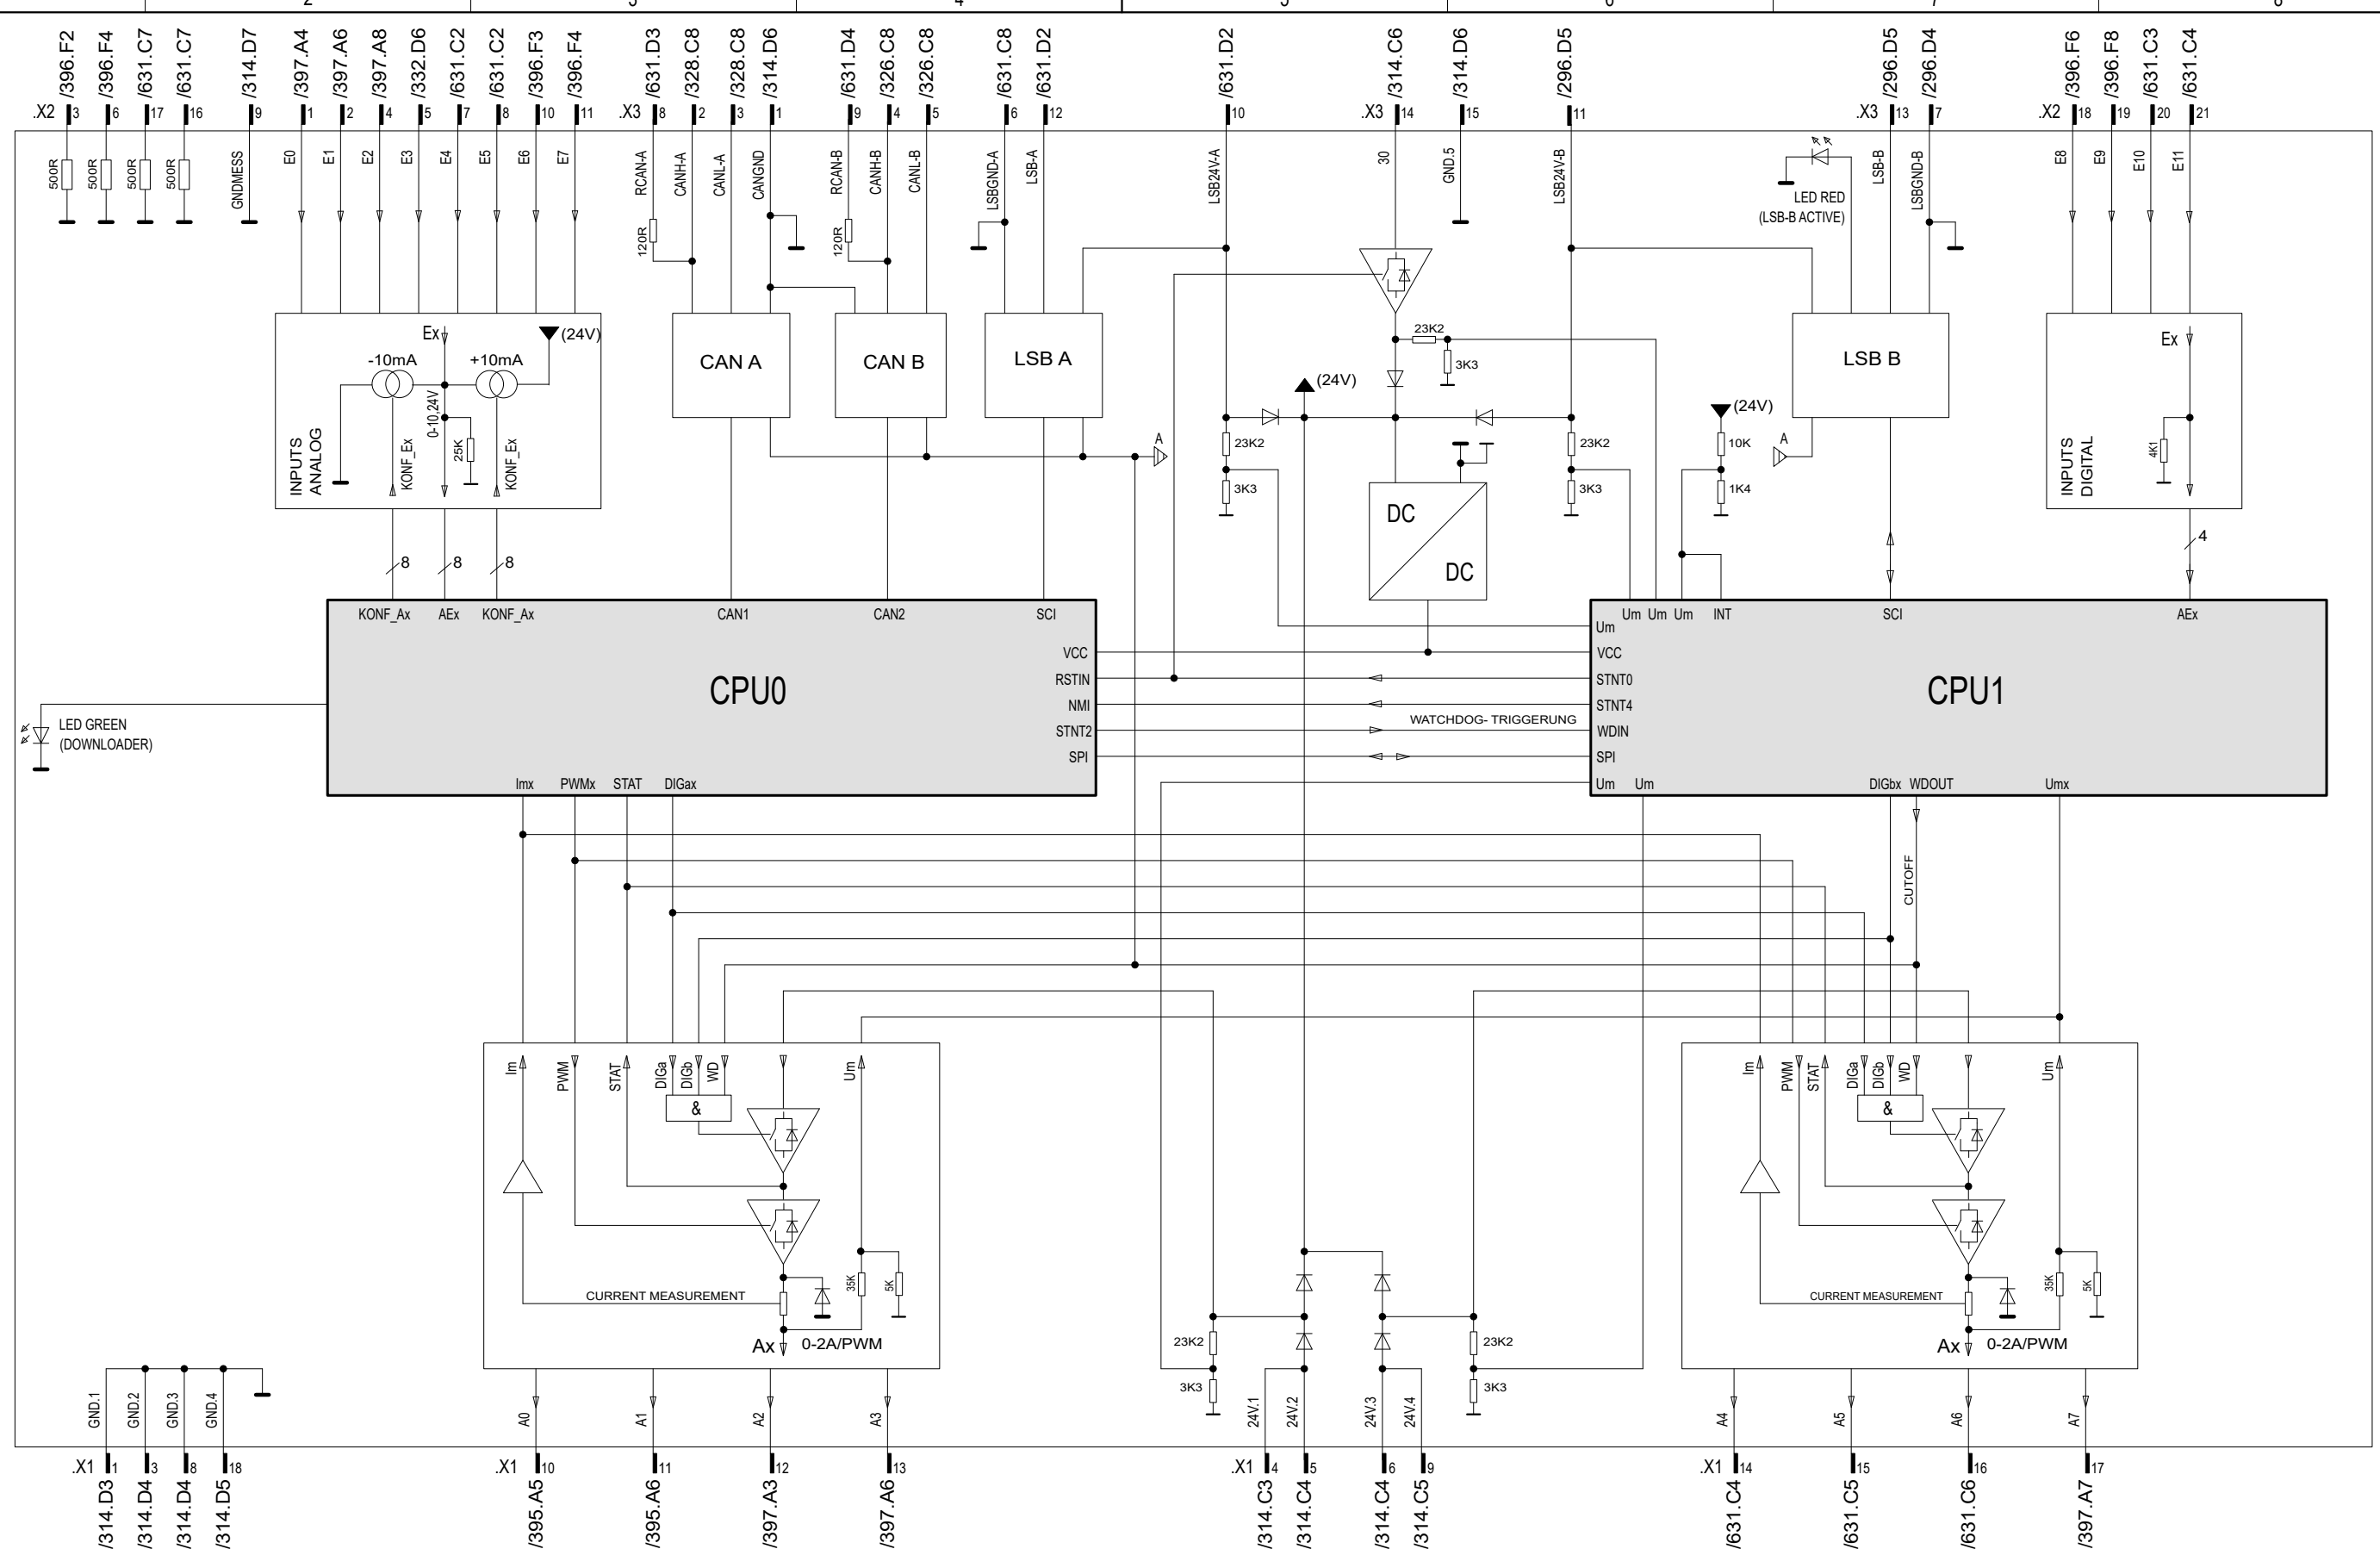 2 3 4 5 6 7 8
/396.F2 /396.F4 /631.C7 /631.C7 /314.D7 /397.A4 /397.A6 /397.A8 /332.D6 /631.C2 /631.C2 /396.F3 /396.F4 /631.D3 /328.C8 /328.C8 /314.D6 /631.D4 /326.C8 /326.C8 /631.C8 /631.D2 /631.D2 /314.C6 /314.D6 /296.D5 /296.D5 /296.D4 /396.F6 /396.F8 /631.C3 /631.C4
.X2 3 6 17 16 9 1 2 4 5 7 8 10 11 .X3 8 2 3 1 9 4 5 6 12 10 .X3 14 15 11 .X3 13 7 .X2 18 19 20 21
500R 500R 500R 500R GNDMESS E0 E1 E2 E3 E4 E5 E6 E7 RCAN-A CANH-A CANL-A CANGND RCAN-B CANH-B CANL-B LSBGND-A LSB-A LSB24V-A 30 GND.5 LSB24V-B LSB-B LSBGND-B E8 E9 E10 E11
LED RED
(LSB-B ACTIVE)
120R 120R
Ex (24V)
-10mA +10mA
0-10,24V
25K
KONF_Ex KONF_Ex
INPUTS
ANALOG
CAN A CAN B LSB A
23K2
3K3
(24V)
A
23K2
3K3
DC
DC
23K2
3K3
(24V)
10K
1K4
A
LSB B
Ex
4K1
INPUTS
DIGITAL
8 8 8 4
KONF_Ax AEx KONF_Ax CAN1 CAN2 SCI
Um Um Um INT SCI AEx
Um
VCC VCC
RSTIN STNT0
NMI STNT4
WATCHDOG- TRIGGERUNG
STNT2 WDIN
SPI SPI
CPU0 CPU1
LED GREEN
(DOWNLOADER)
Imx PWMx STAT DIGax
Um Um DIGbx WDOUT Umx
CUTOFF
Im PWM STAT DIGa DIGb WD Um
&
35K 5K
CURRENT MEASUREMENT
Ax 0-2A/PWM
23K2
3K3
23K2
3K3
Im PWM STAT DIGa DIGb WD Um
&
35K 5K
CURRENT MEASUREMENT
Ax 0-2A/PWM
GND.1 GND.2 GND.3 GND.4 A0 A1 A2 A3 24V.1 24V.2 24V.3 24V.4 A4 A5 A6 A7
.X1 1 3 8 18 .X1 10 11 12 13 .X1 4 5 6 9 .X1 14 15 16 17
/314.D3 /314.D4 /314.D4 /314.D5 /395.A5 /395.A6 /397.A3 /397.A6 /314.C3 /314.C4 /314.C4 /314.C5 /631.C4 /631.C5 /631.C6 /397.A7